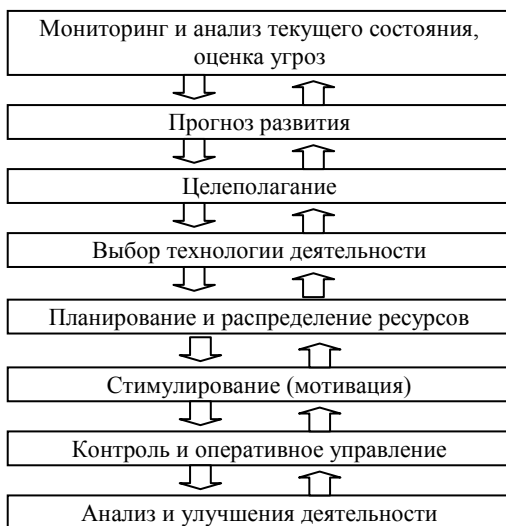 Мониторинг и анализ текущего состояния,
оценка угроз
Прогноз развития
Целеполагание
Выбор технологии деятельности
Планирование и распределение ресурсов
Стимулирование (мотивация)
Контроль и оперативное управление
Анализ и улучшения деятельности